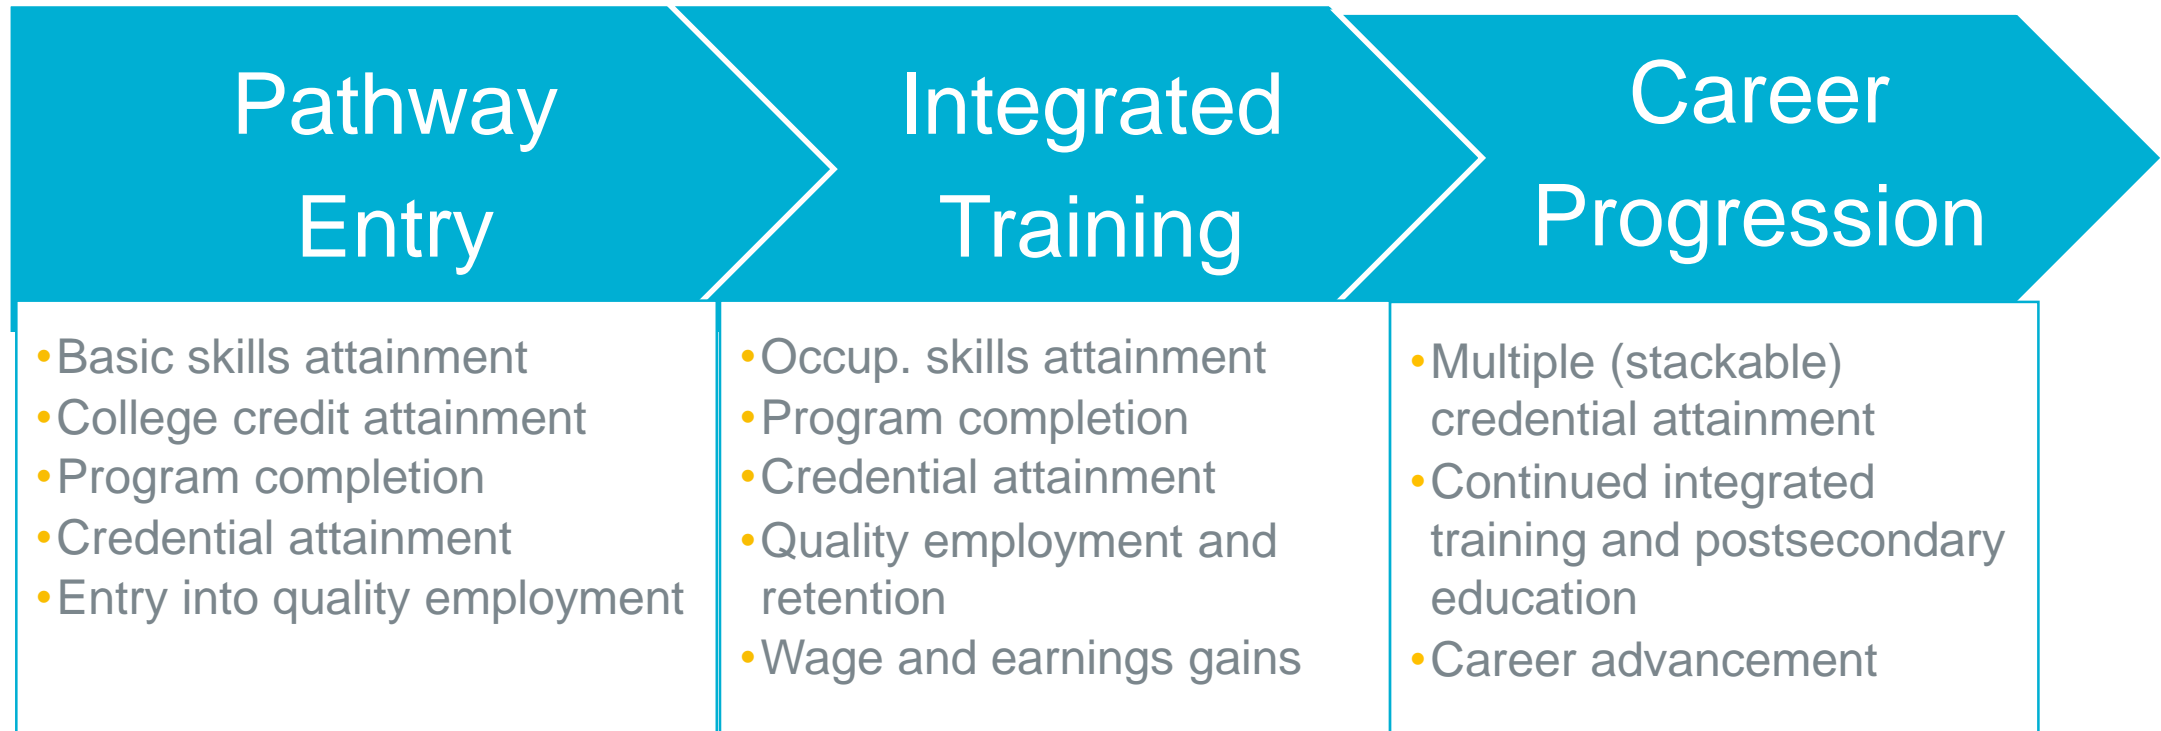 Pathway
Entry
•Basic skills attainment
•College credit attainment
•Program completion
•Credential attainment
•Entry into quality employment
Integrated
Training
•Occup. skills attainment
•Program completion
•Credential attainment
•Quality employment and
retention
•Wage and earnings gains
Career
Progression
•Multiple (stackable)
credential attainment
•Continued integrated
training and postsecondary
education
•Career advancement